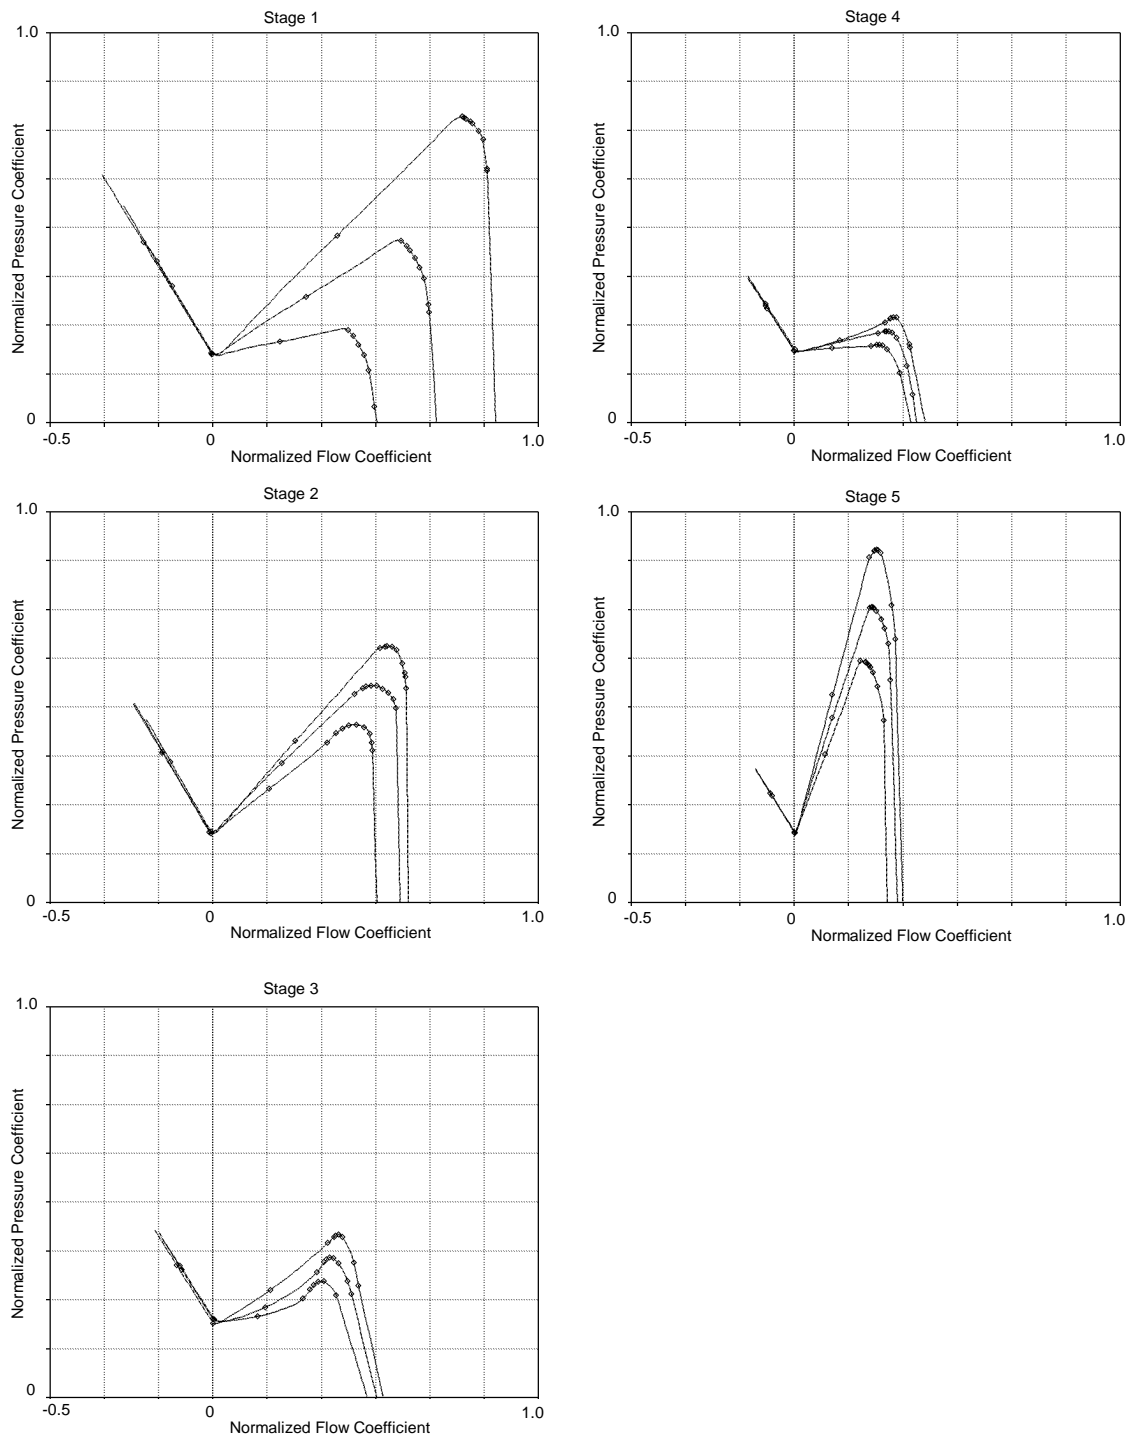 Stage 1
1.0
Normalized Pressure Coefficient
0
-0.5
0
1.0
Normalized Flow Coefficient
Stage 4
1.0
Normalized Pressure Coefficient
0
-0.5
0
1.0
Normalized Flow Coefficient
Stage 2
1.0
Normalized Pressure Coefficient
0
-0.5
0
1.0
Normalized Flow Coefficient
Stage 5
1.0
Normalized Pressure Coefficient
0
-0.5
0
1.0
Normalized Flow Coefficient
Stage 3
1.0
Normalized Pressure Coefficient
0
-0.5
0
1.0
Normalized Flow Coefficient